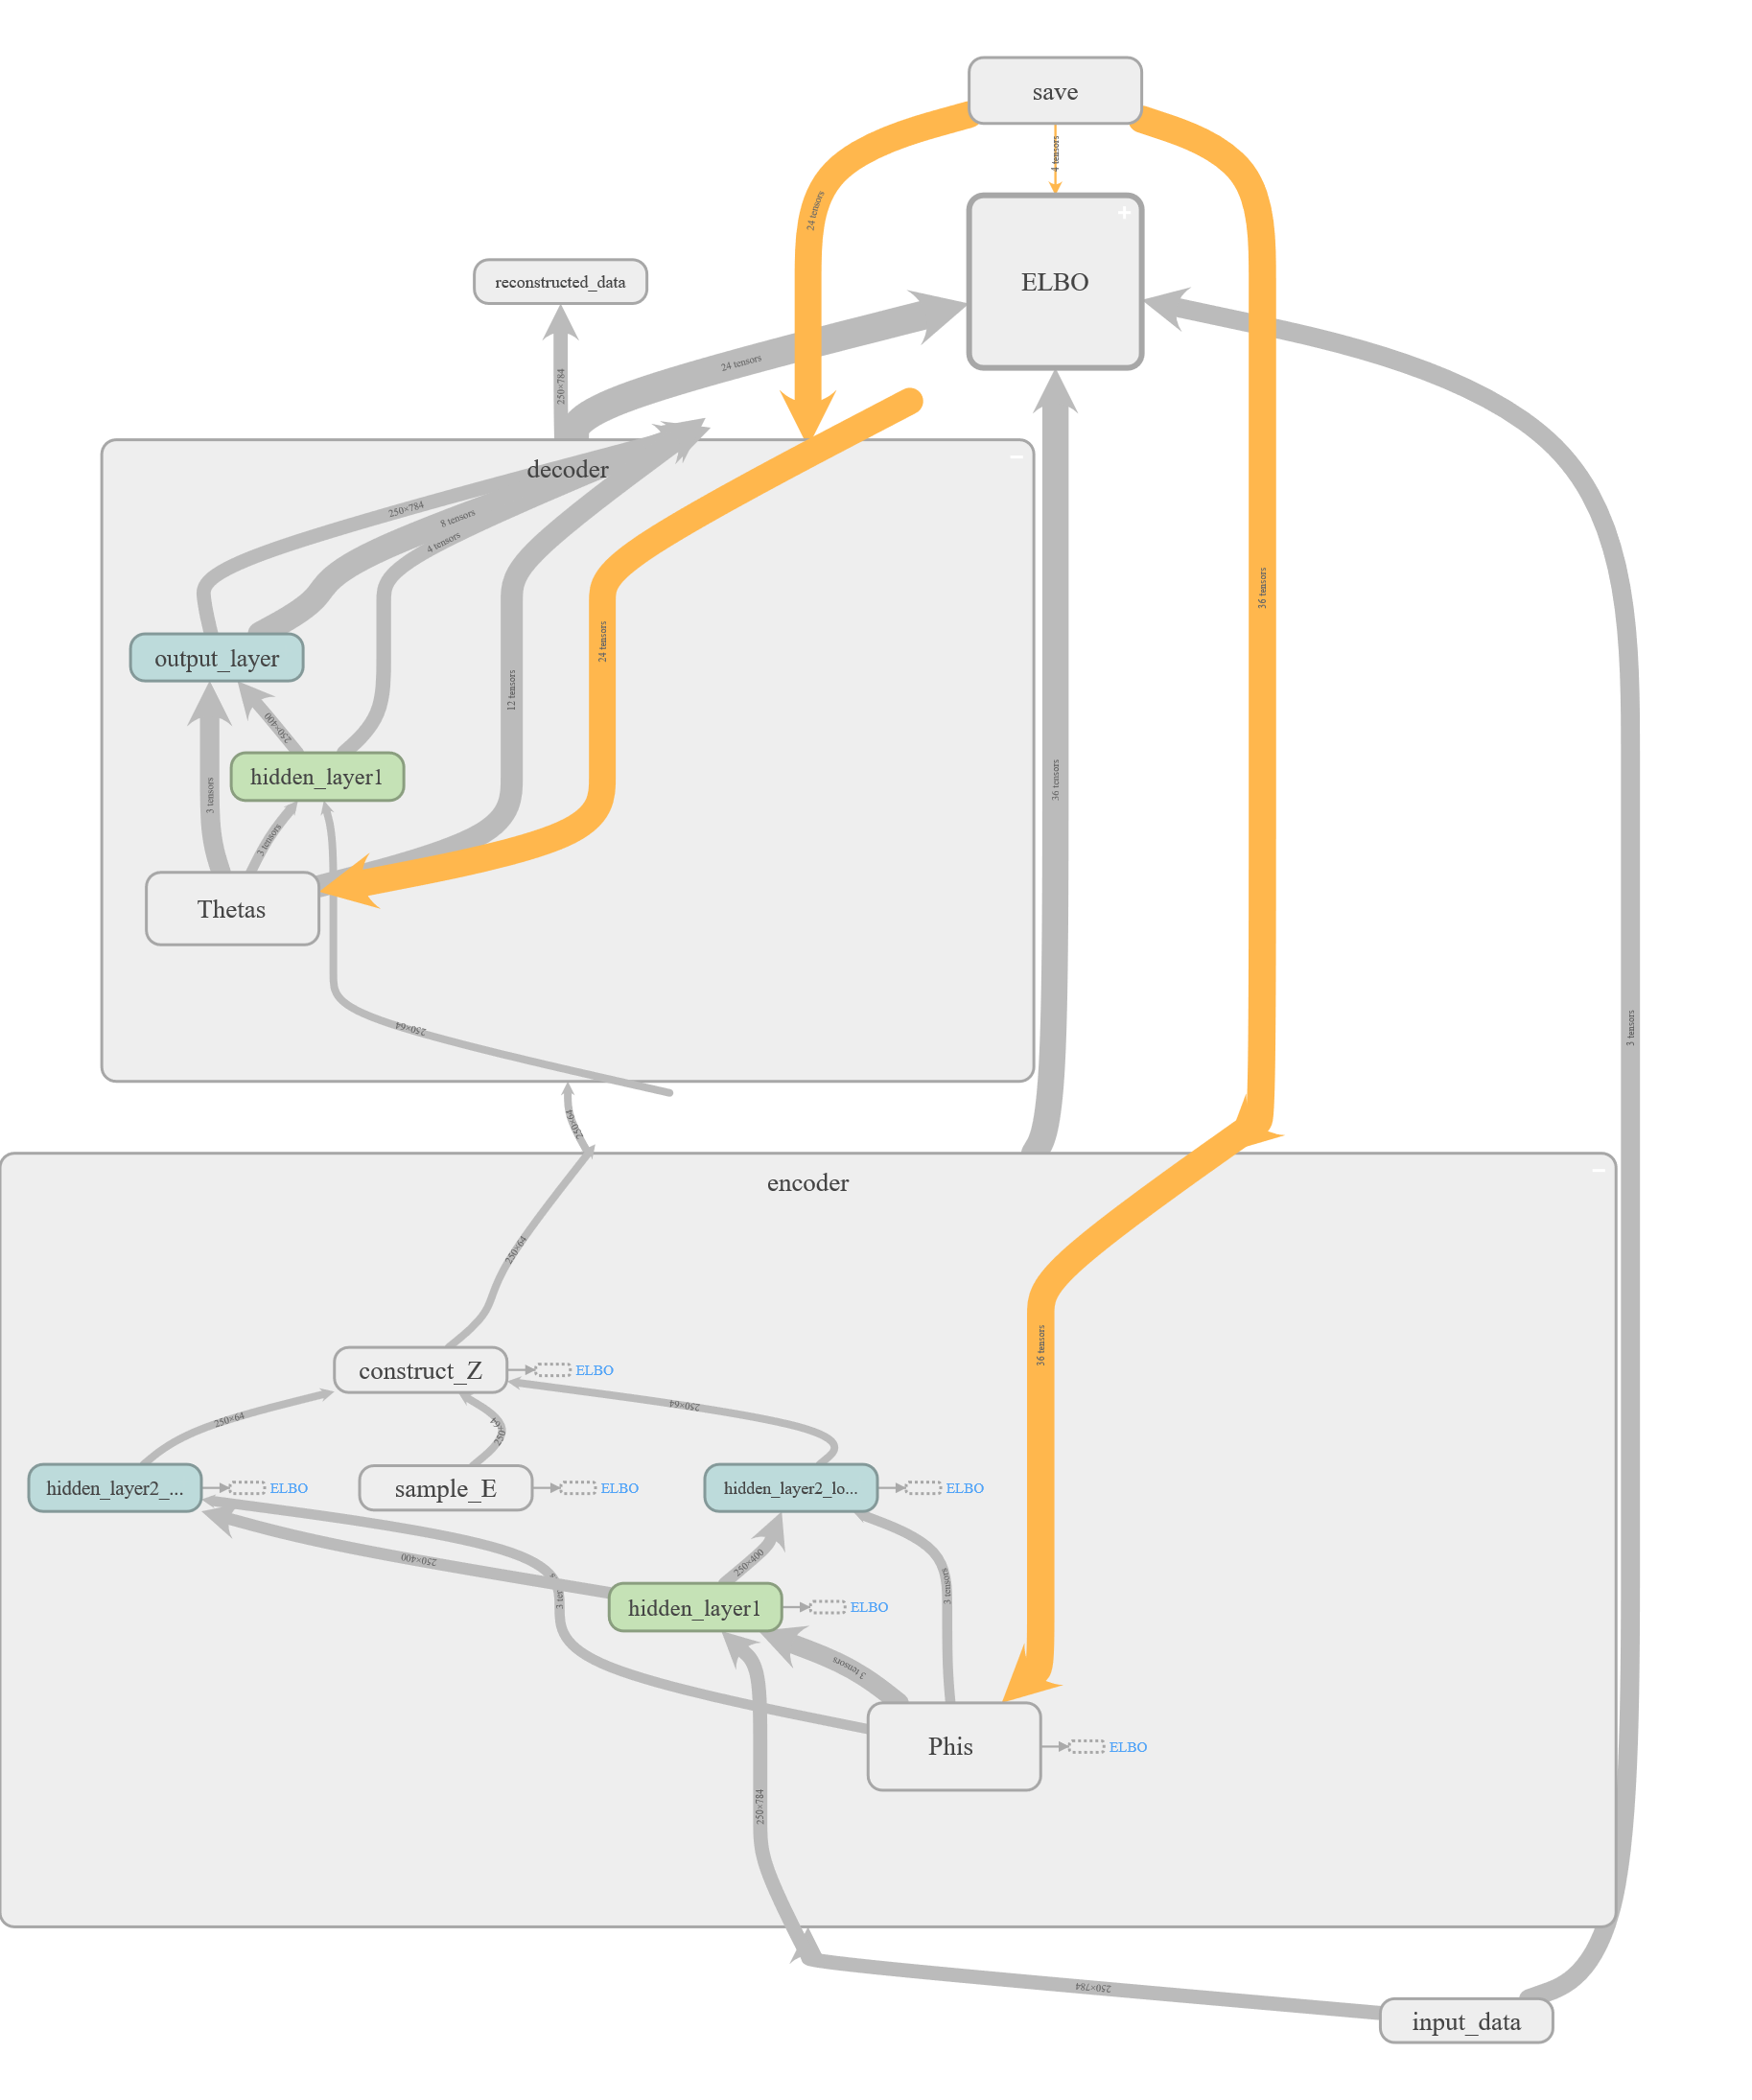 save
4 tensors
24 tensors
ELBO
reconstructed_data
24 tensors
250×784
decoder
250×784
8 tensors
4 tensors
36 tensors
24 tensors
output_layer
12 tensors
250×400
hidden_layer1
3 tensors
3 tensors
36 tensors
Thetas
3 tensors
250×64
250×64
encoder
250×64
36 tensors
construct_Z
ELBO
250×64
250×64
250×64
hidden_layer2_...
ELBO
sample_E
ELBO
hidden_layer2_lo...
ELBO
250×400
250×400
3 tensors
3 ten
hidden_layer1
ELBO
3 tensors
Phis
ELBO
250×784
250×784
input_data